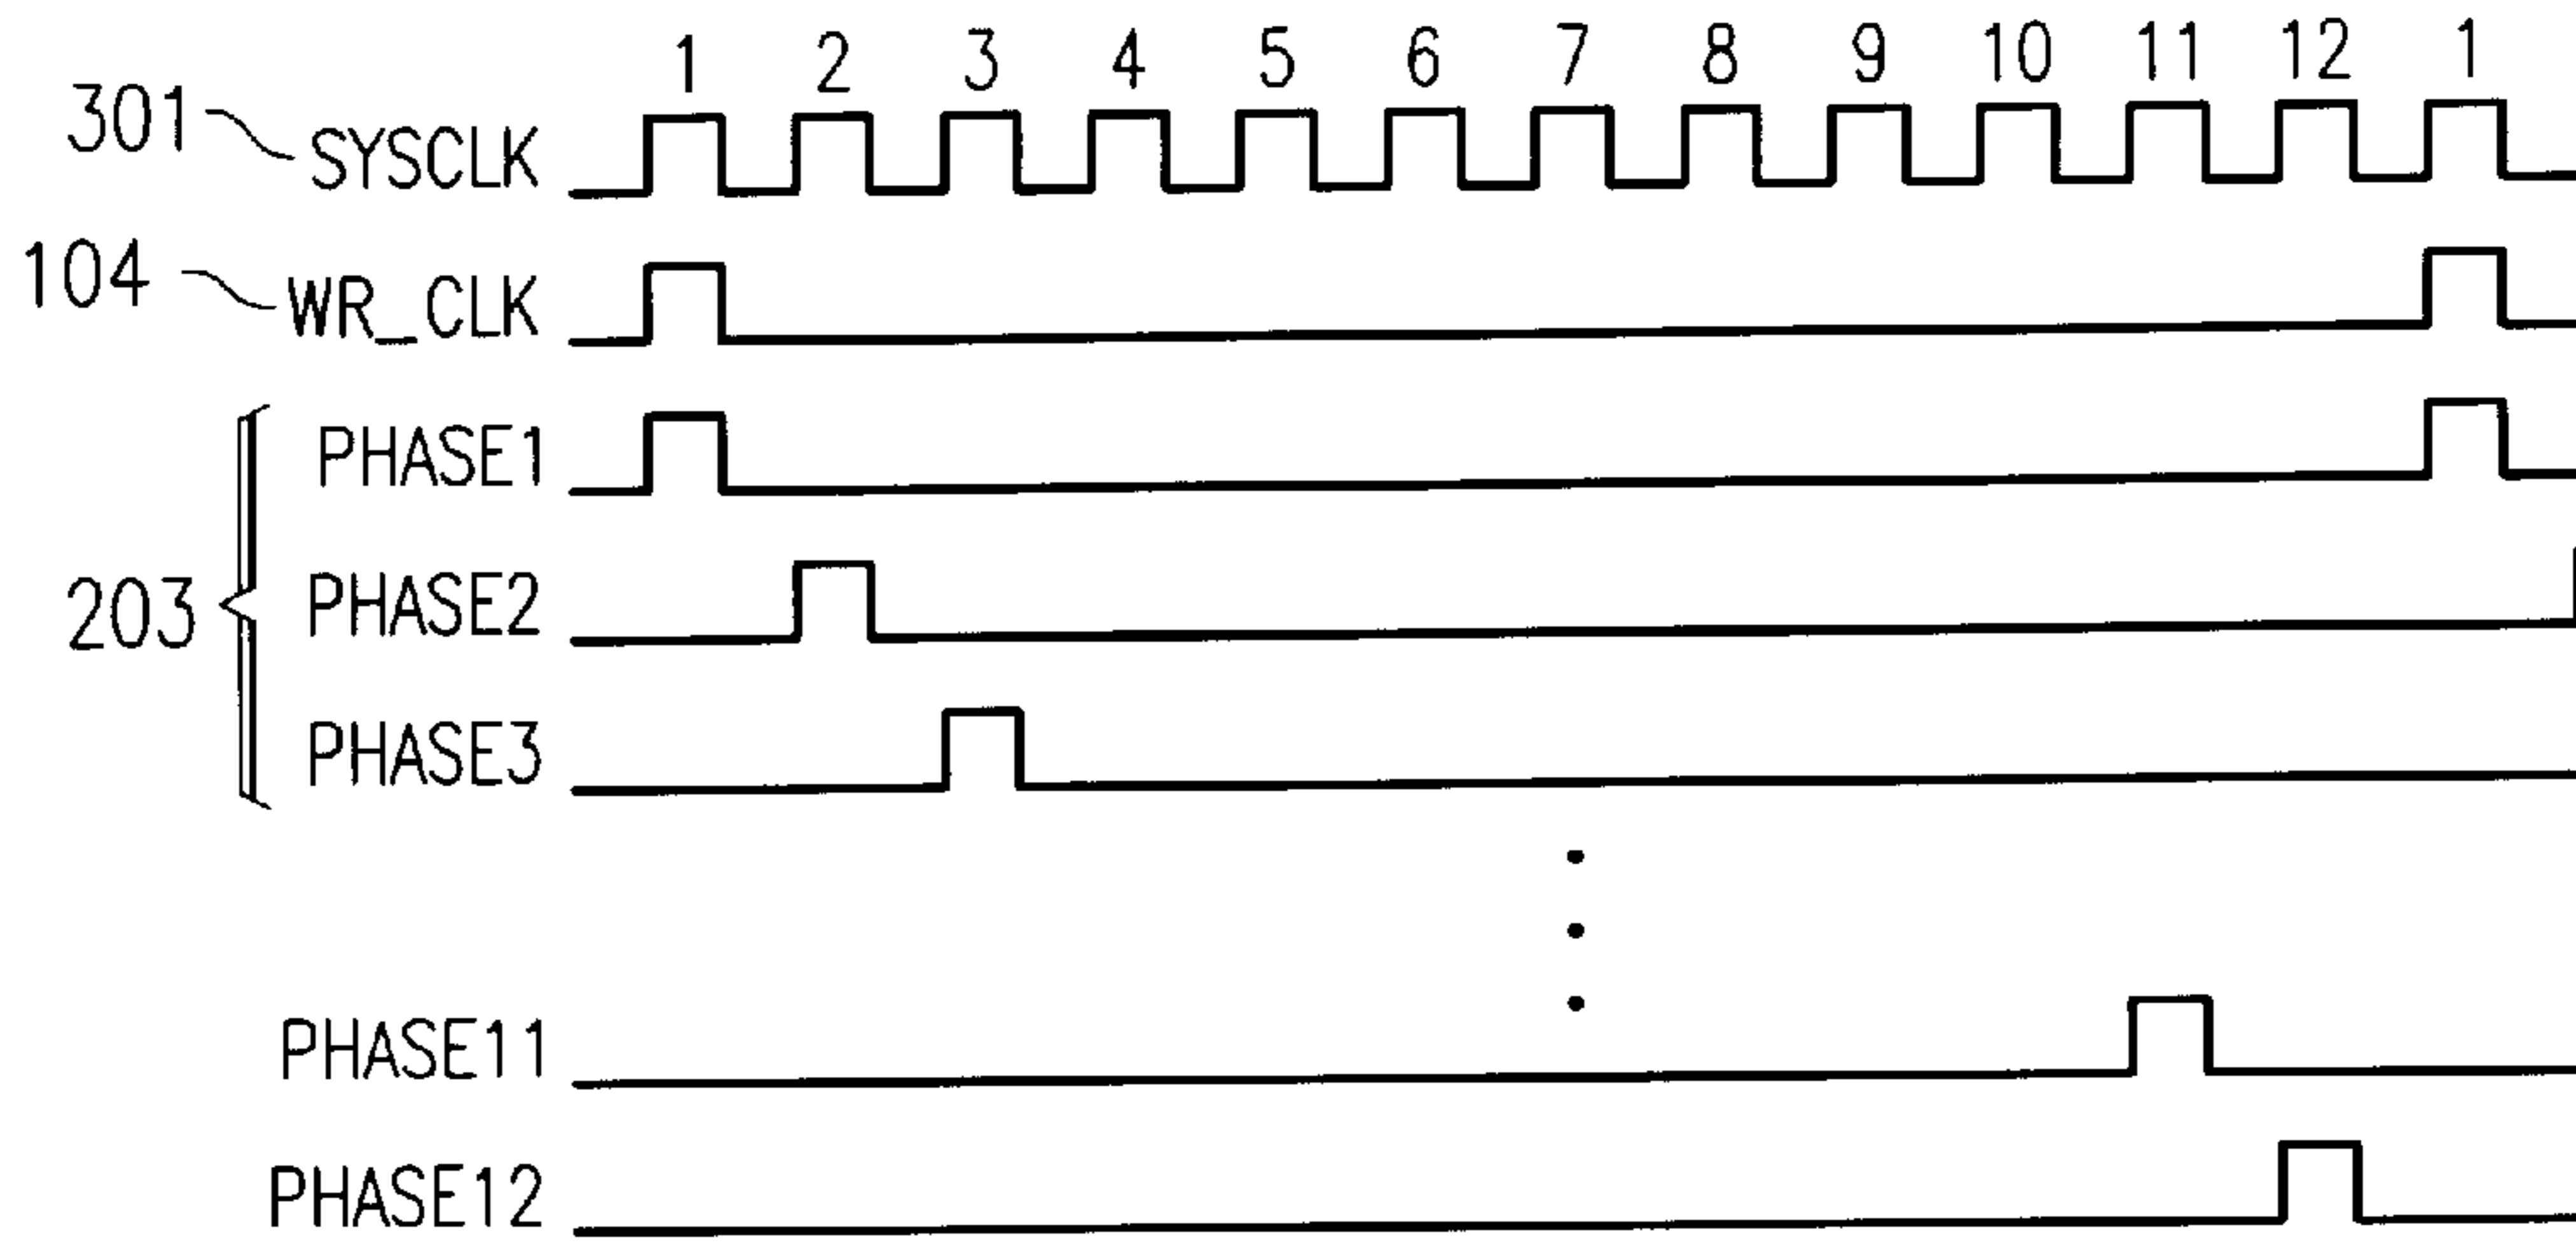 1 2 3 4 5 6 7 8 9 10 11 12 1
301 SYSCLK
104 WR_CLK
PHASE1
203 PHASE2
PHASE3
PHASE11
PHASE12